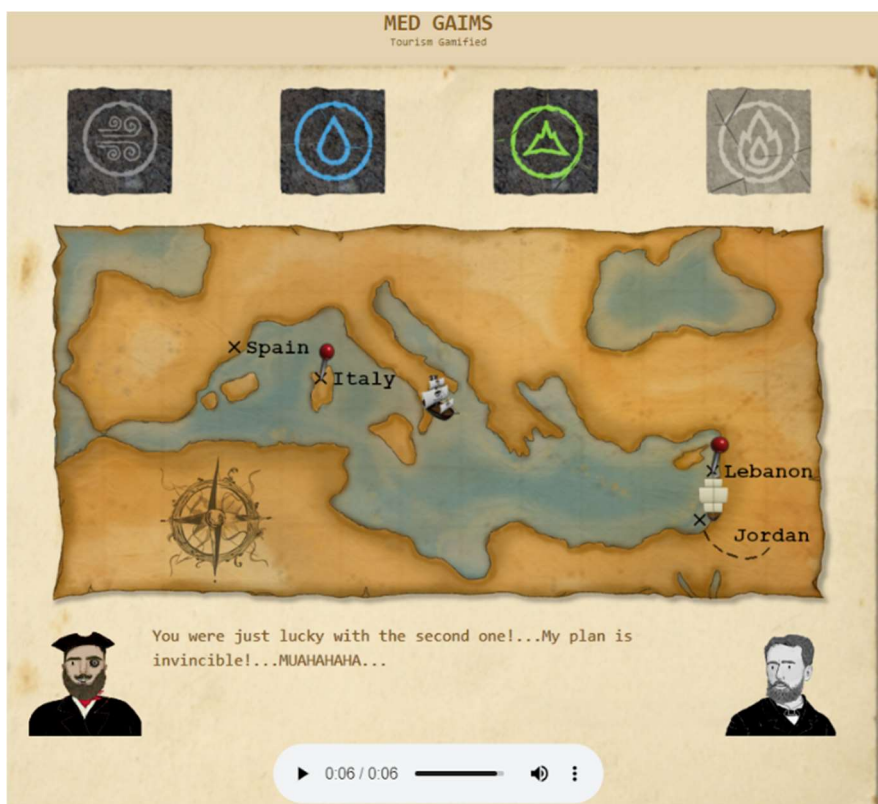 MED GAIMS
Tourism Gamified
Spain
Italy
Lebanon
Jordan
You were just lucky with the second one!...My plan is
invincible!...MUAHAHAHA...
0:06 / 0:06